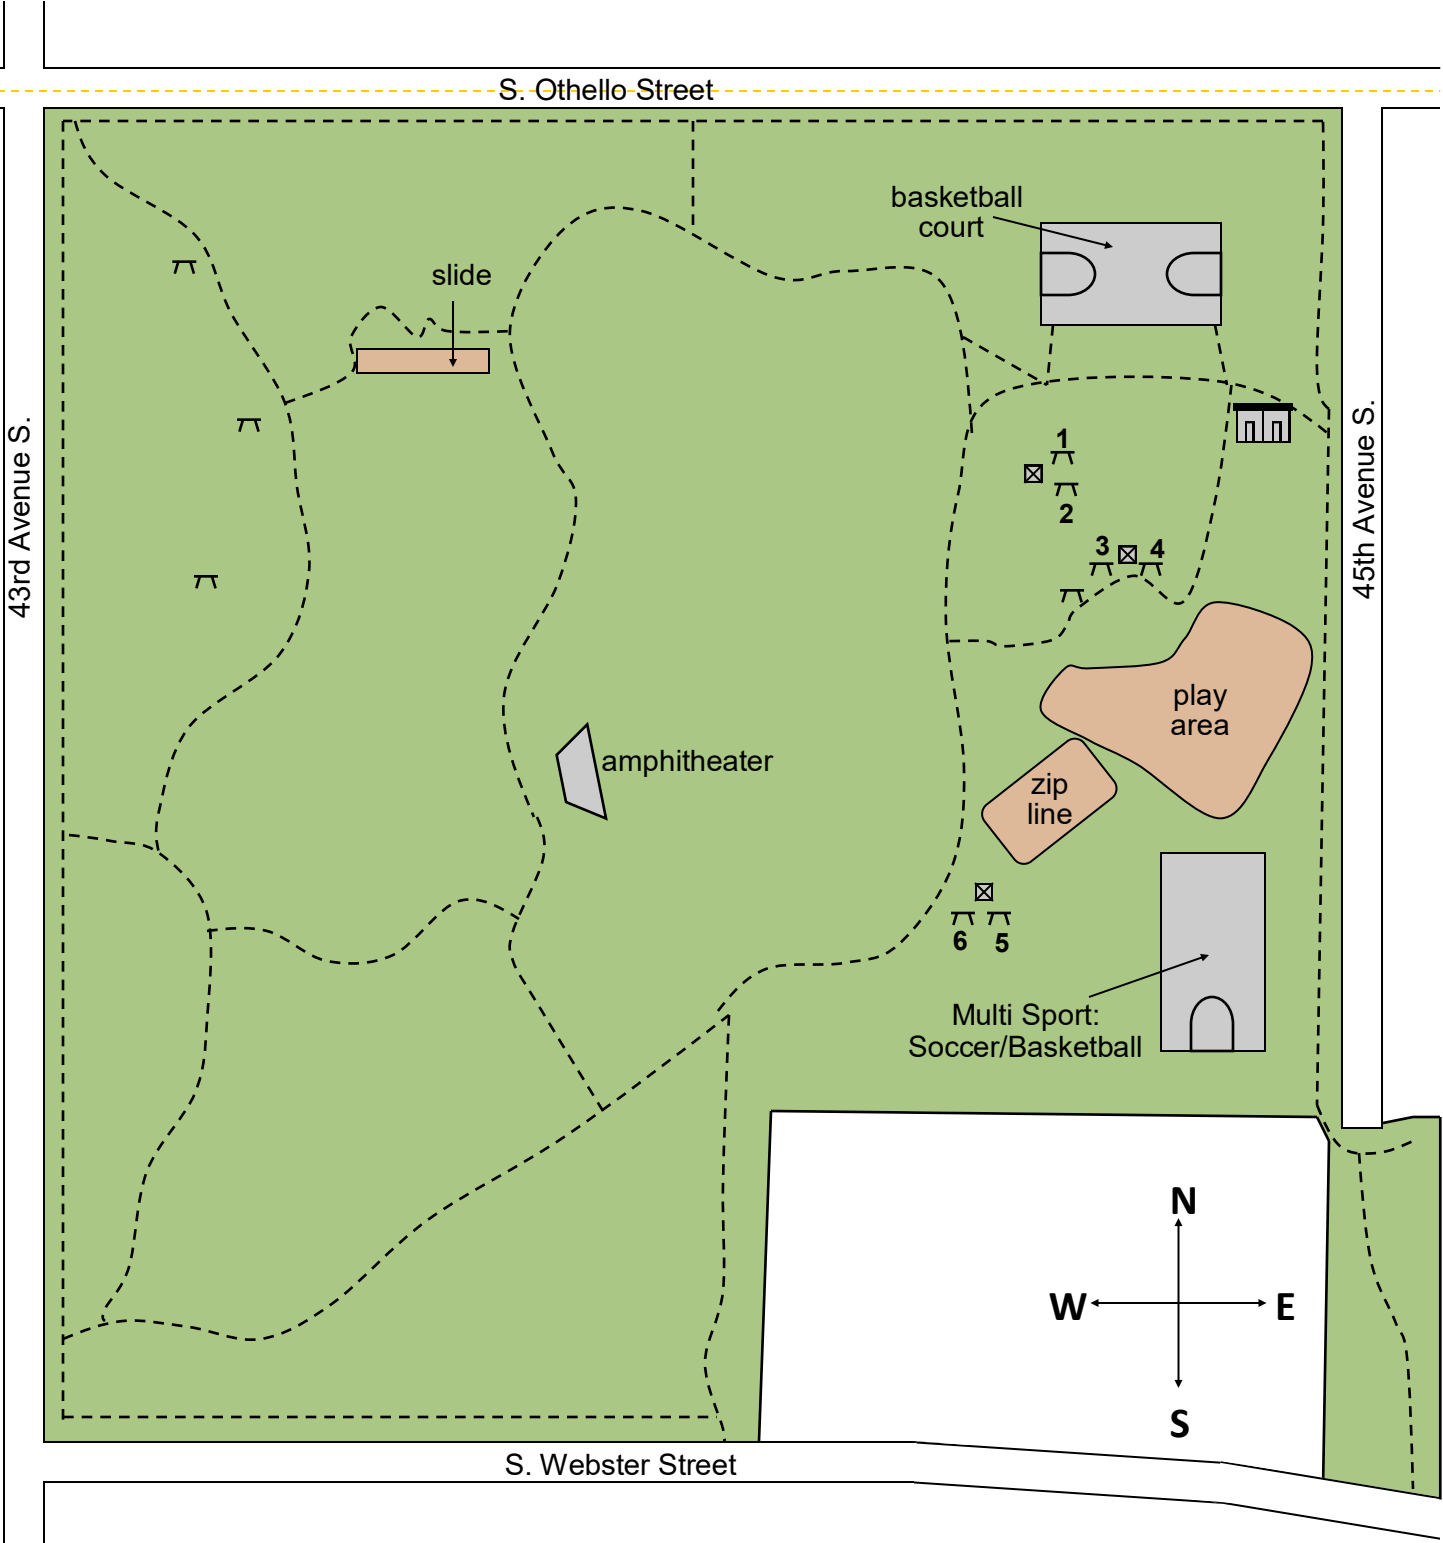 S. Othello Street
basketball
court
slide
43rd Avenue S.
45th Avenue S.
1
2
3
4
play
area
amphitheater
zip
line
6
5
Multi Sport:
Soccer/Basketball
N
W
E
S
S. Webster Street